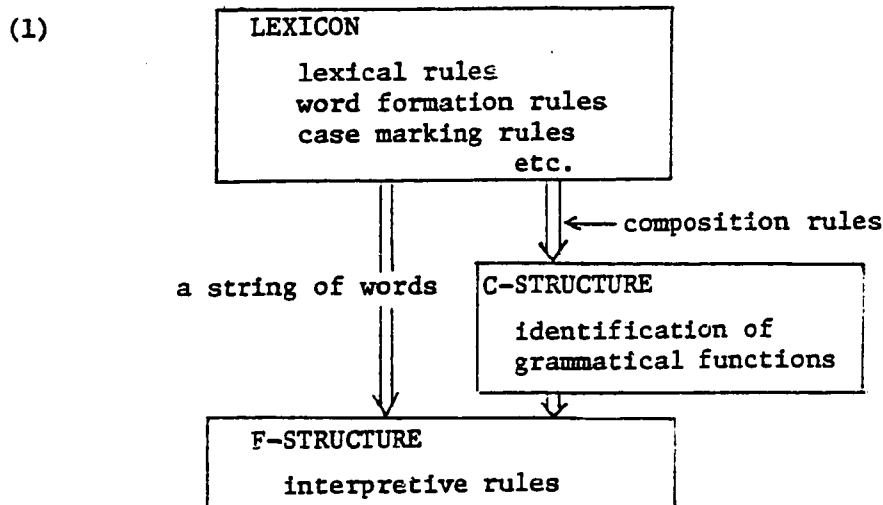 (1)
LEXICON
lexical rules
word formation rules
case marking rules
etc.
composition rules
a string of words
C-STRUCTURE
identification of
grammatical functions
F-STRUCTURE
interpretive rules